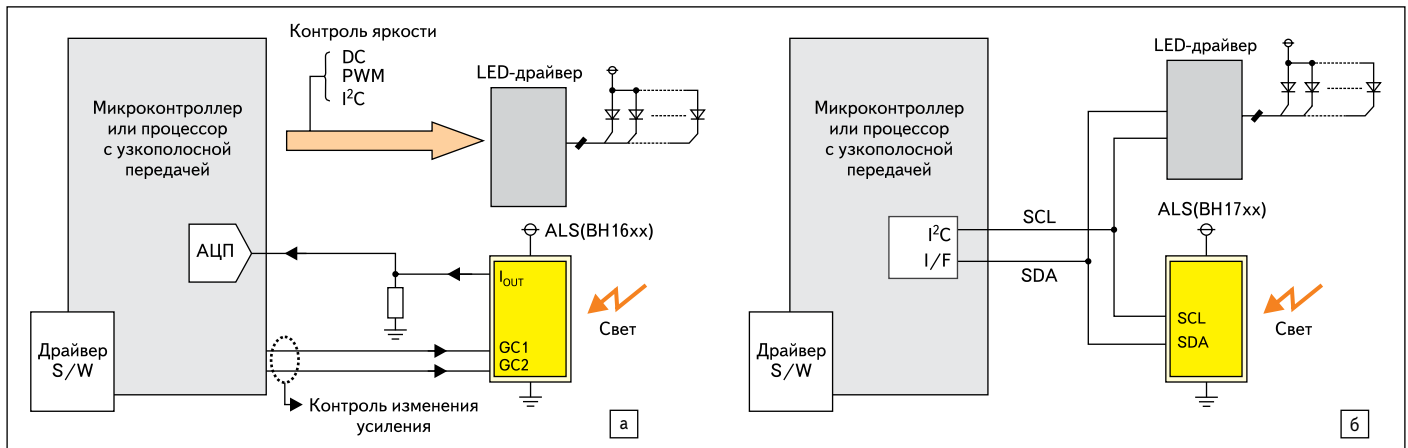 Контроль яркости
DC
PWM
I²C
LED-драйвер
Микроконтроллер
или процессор
с узкополосной
передачей
АЦП
ALS(BH16xx)
IOUT
Свет
GC1
GC2
Драйвер
S/W
Контроль изменения
усиления
а
LED-драйвер
Микроконтроллер
или процессор
с узкополосной
передачей
ALS(BH17xx)
SCL
I²C
I/F
SDA
SCL
SDA
Свет
Драйвер
S/W
б